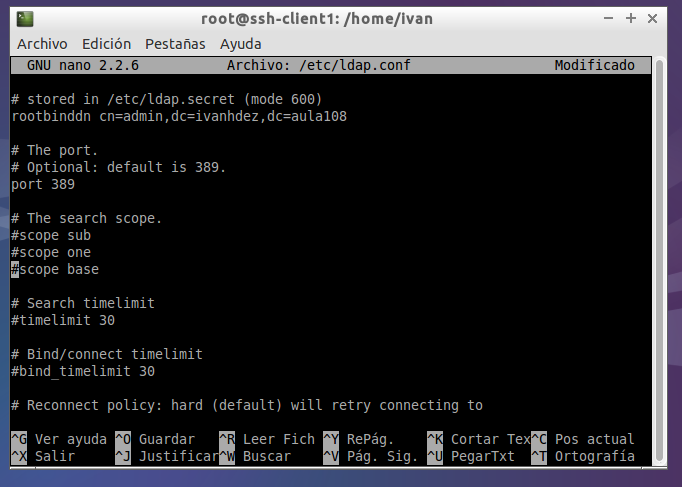 root@ssh-client1: /home/ivan
Archivo Edición Pestañas Ayuda
GNU nano 2.2.6 Archivo: /etc/ldap.conf Modificado
# stored in /etc/ldap.secret (mode 600)
rootbinddn cn=admin,dc=ivanhdez,dc=aula108
# The port.
# Optional: default is 389.
port 389
# The search scope.
#scope sub
#scope one
#scope base
# Search timelimit
#timelimit 30
# Bind/connect timelimit
#bind_timelimit 30
# Reconnect policy: hard (default) will retry connecting to
^G Ver ayuda ^O Guardar ^R Leer Fich ^Y RePág. ^K Cortar Tex ^C Pos actual
^X Salir ^J Justificar ^W Buscar ^V Pág. Sig. ^U PegarTxt ^T Ortografía